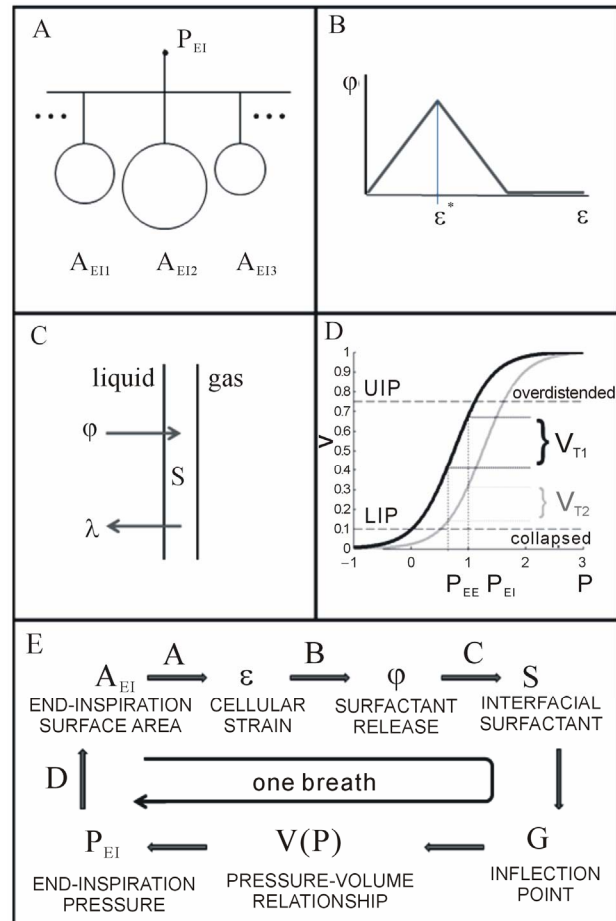 A
P_EI
... ...
A_EI1 A_EI2 A_EI3
B
φ
ε*
ε
C
liquid gas
φ
S
λ
D
1
0.9
0.8
0.7
0.6
0.5
0.4
0.3
0.2
0.1
0
V
UIP
overdistended
V_T1
V_T2
LIP
collapsed
−1 0 1 2 3
P_EE P_EI P
E
A_EI A ε B φ C S
END-INSPIRATION CELLULAR SURFACTANT INTERFACIAL
SURFACE AREA STRAIN RELEASE SURFACTANT
D
one breath
P_EI V(P) G
END-INSPIRATION PRESSURE-VOLUME INFLECTION
PRESSURE RELATIONSHIP POINT